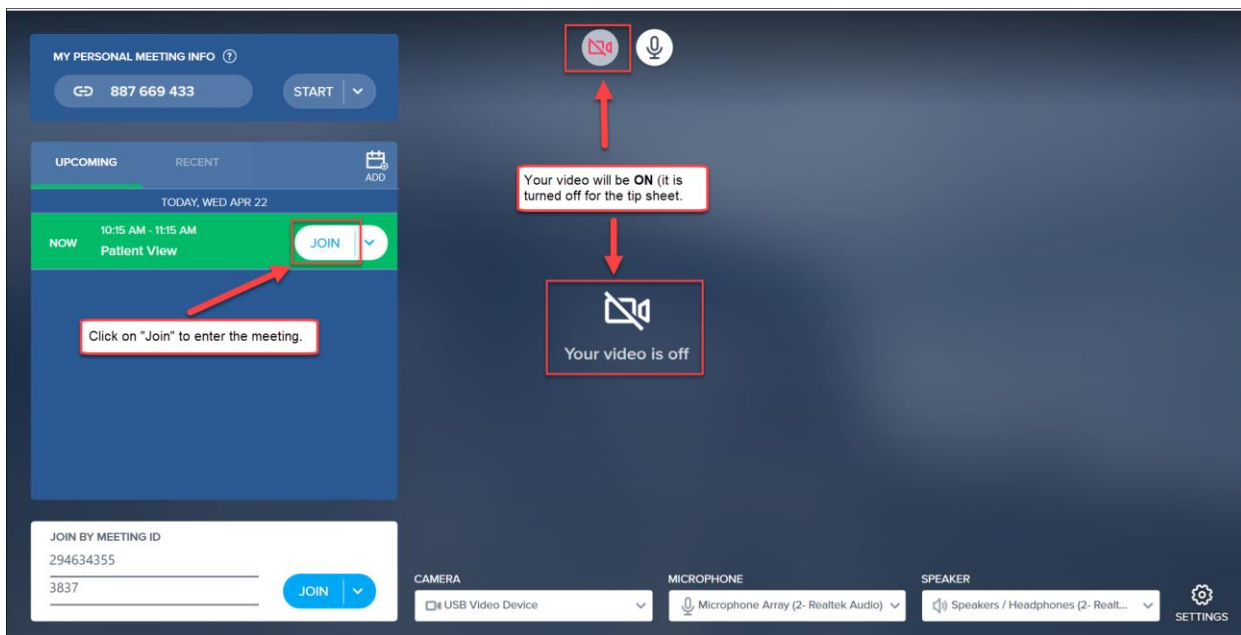 MY PERSONAL MEETING INFO ?
887 669 433
START
UPCOMING
RECENT
ADD
TODAY, WED APR 22
NOW
10:15 AM - 11:15 AM
Patient View
JOIN
Click on "Join" to enter the meeting.
JOIN BY MEETING ID
294634355
3837
JOIN
Your video will be ON (it is
turned off for the tip sheet.
Your video is off
CAMERA
USB Video Device
MICROPHONE
Microphone Array (2- Realtek Audio)
SPEAKER
Speakers / Headphones (2- Realt...
SETTINGS